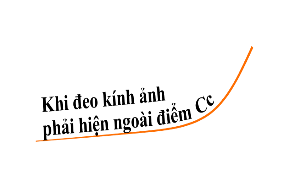 Khi đeo kính ảnh
phải hiện ngoài điểm Cc